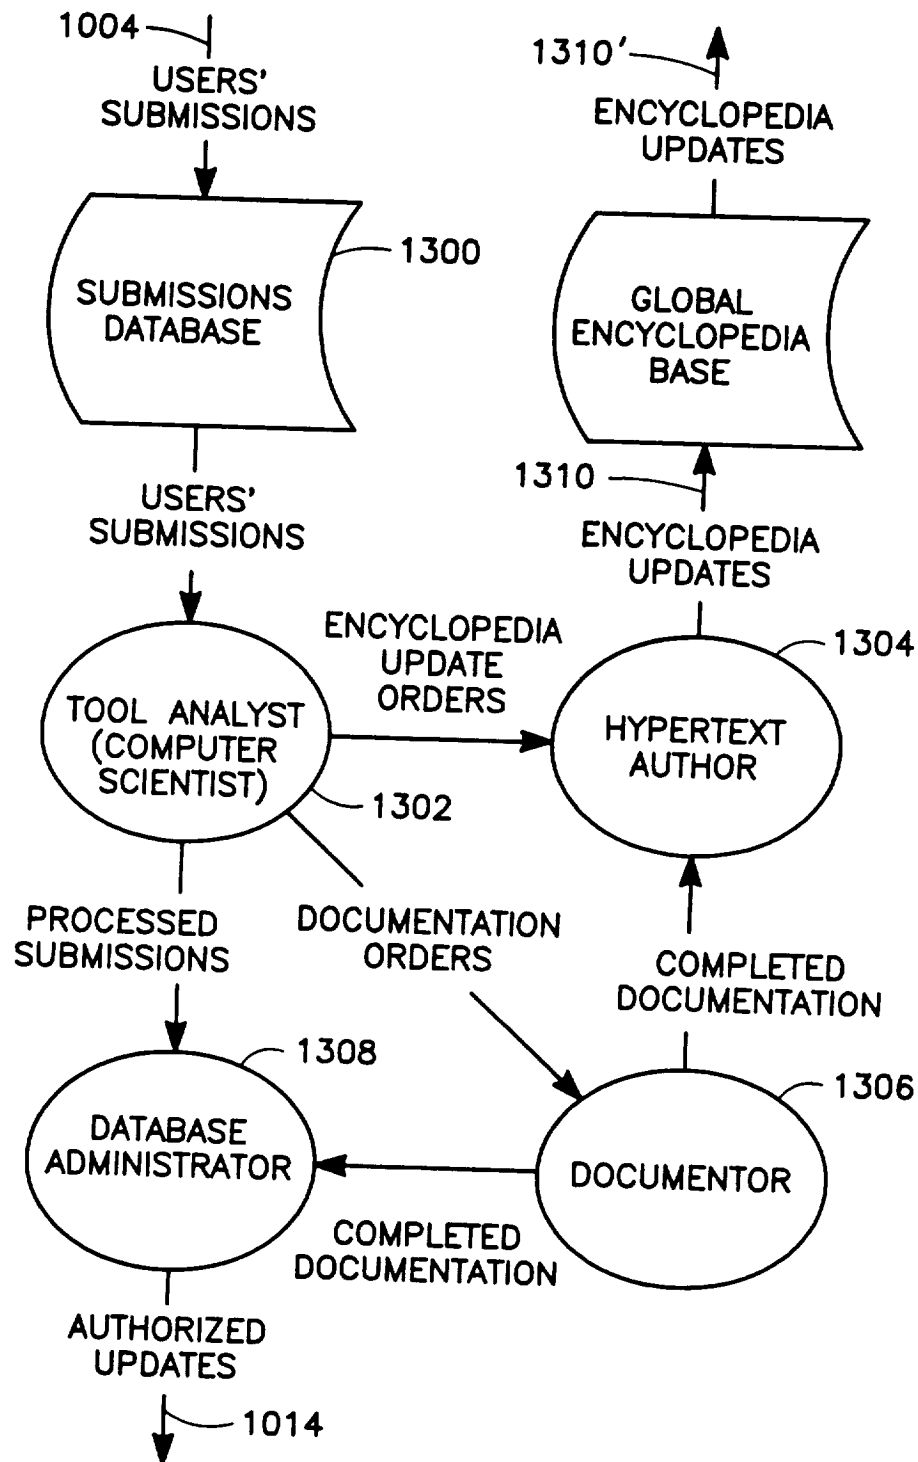 1004
USERS'
SUBMISSIONS
1310'
ENCYCLOPEDIA
UPDATES
1300
SUBMISSIONS
DATABASE
GLOBAL
ENCYCLOPEDIA
BASE
USERS'
SUBMISSIONS
1310
ENCYCLOPEDIA
UPDATES
ENCYCLOPEDIA
UPDATE
ORDERS
1304
TOOL ANALYST
(COMPUTER
SCIENTIST)
HYPERTEXT
AUTHOR
1302
PROCESSED
SUBMISSIONS
DOCUMENTATION
ORDERS
COMPLETED
DOCUMENTATION
1308
1306
DATABASE
ADMINISTRATOR
DOCUMENTOR
COMPLETED
DOCUMENTATION
AUTHORIZED
UPDATES
1014